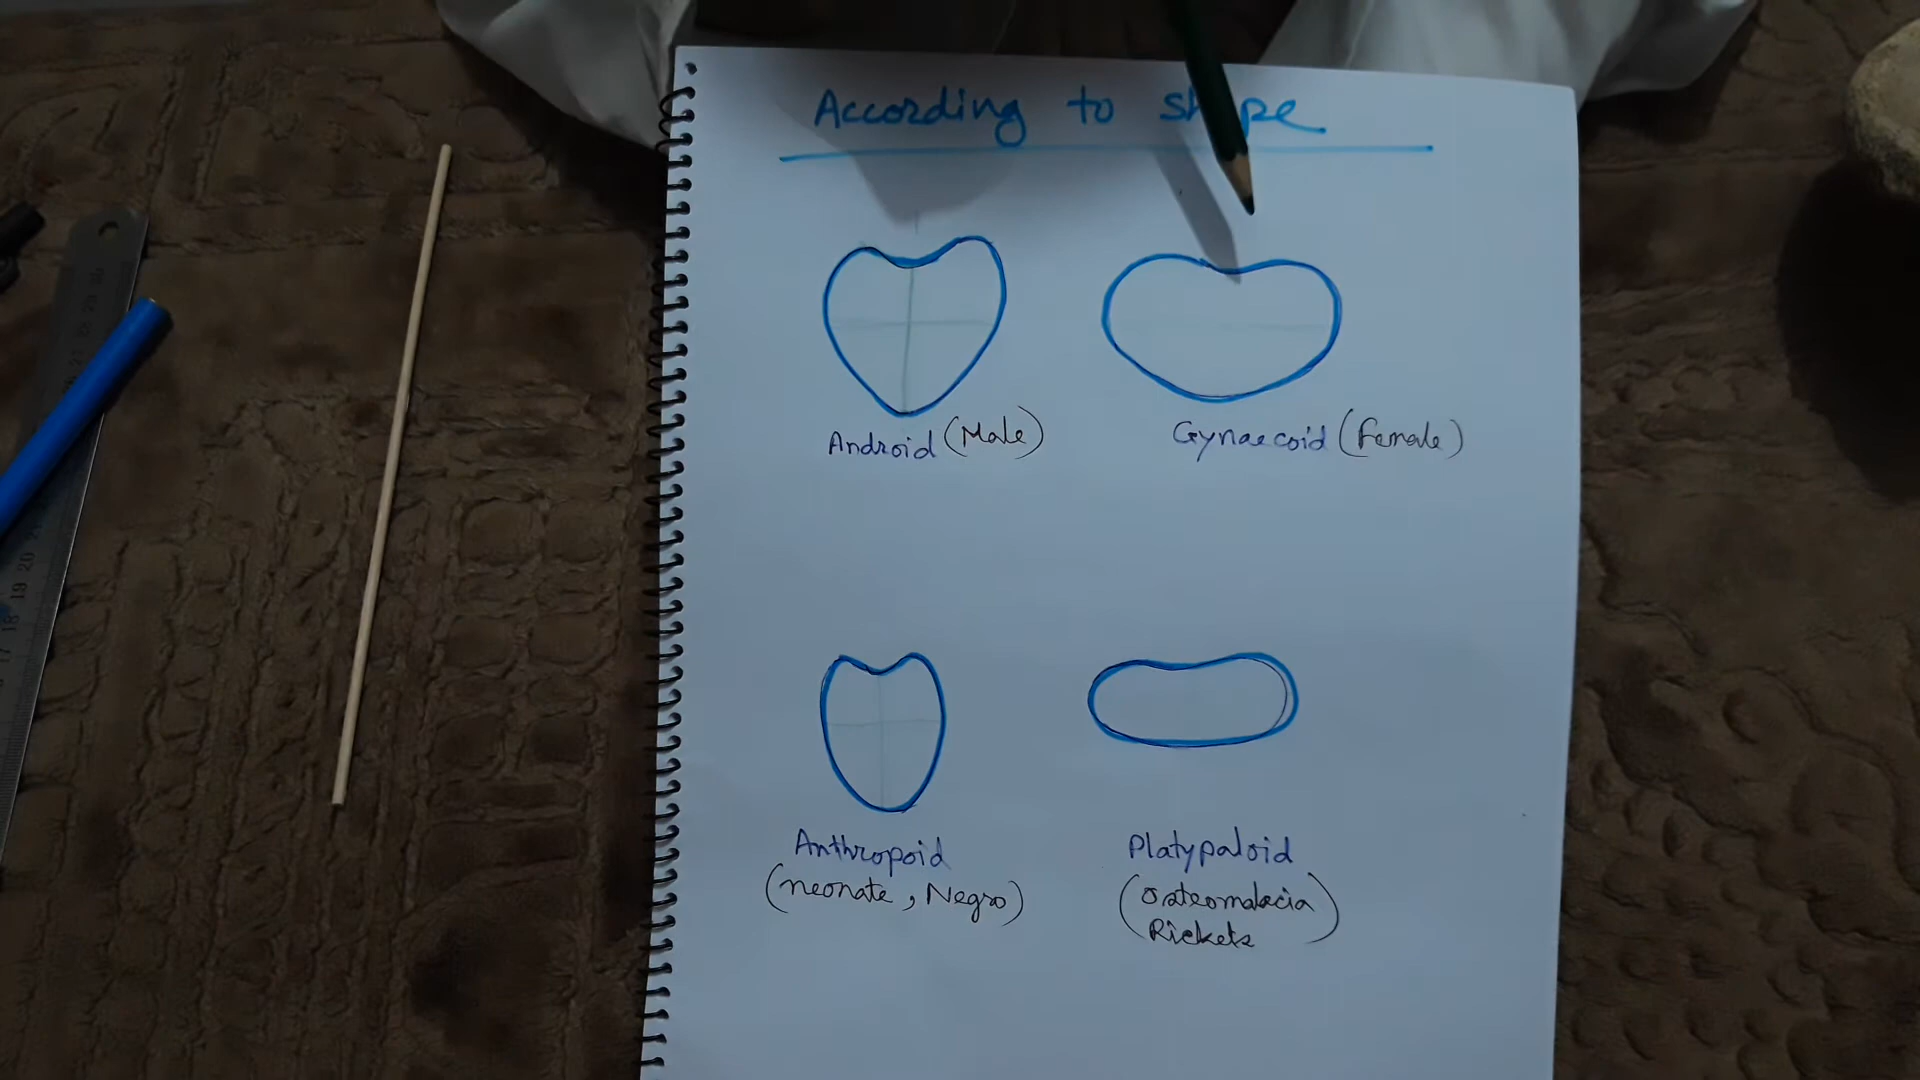 According to shape
Android (Male)
Gynaecoid (Female)
Anthropoid
(neonate, Negro)
Platypaloid
(Osteomalacia
Rickets)